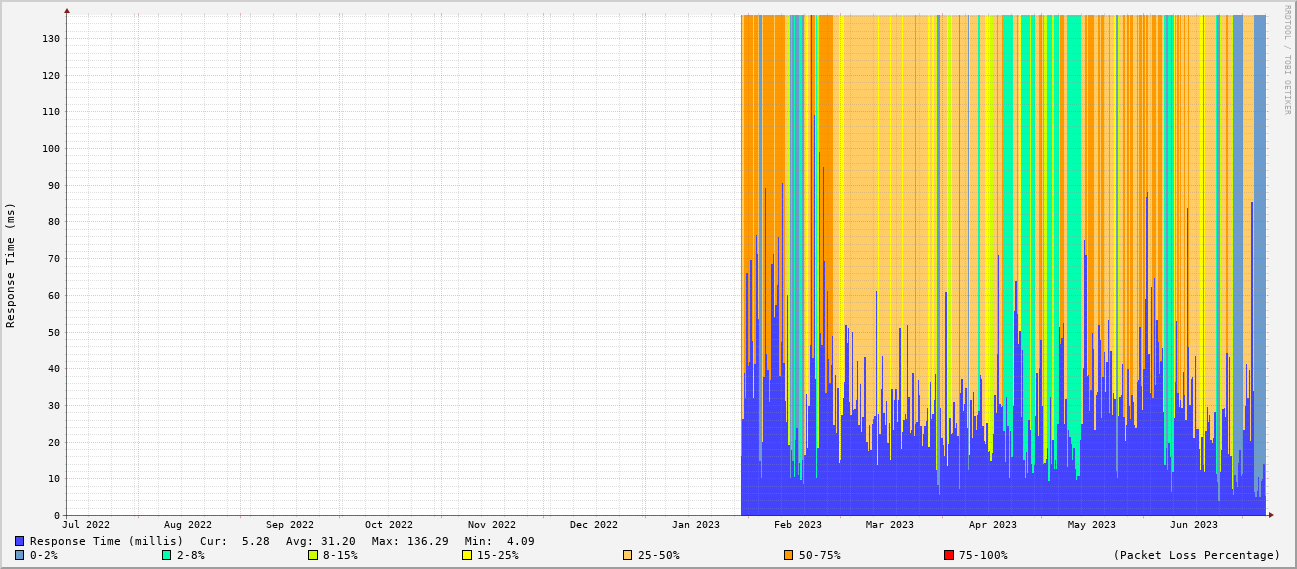 RRDTOOL / TOBI OETIKER
Response Time (ms)
130
120
110
100
90
80
70
60
50
40
30
20
10
0
Jul 2022 Aug 2022 Sep 2022 Oct 2022 Nov 2022 Dec 2022 Jan 2023 Feb 2023 Mar 2023 Apr 2023 May 2023 Jun 2023
Response Time (millis) Cur: 5.28 Avg: 31.20 Max: 136.29 Min: 4.09
0-2% 2-8% 8-15% 15-25% 25-50% 50-75% 75-100% (Packet Loss Percentage)